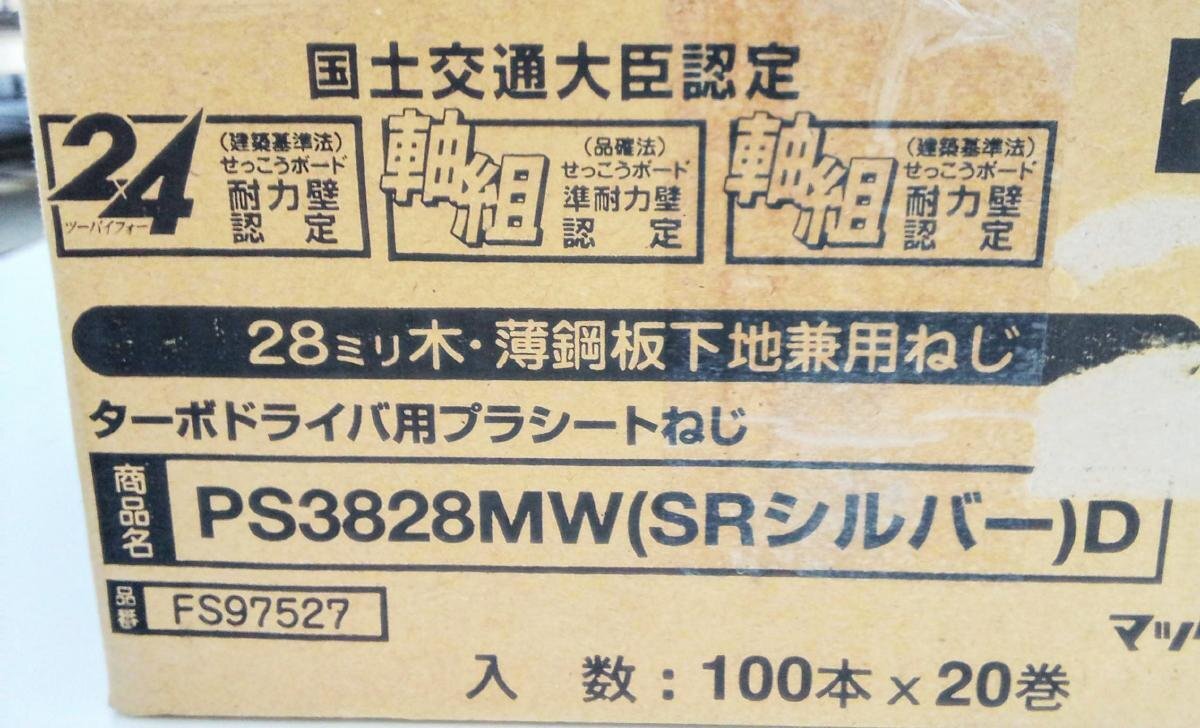 国土交通大臣認定
2×4
ツーバイフォー
(建築基準法)
せっこうボード
耐力壁
認定
軸組
(品確法)
せっこうボード
準耐力壁
認定
軸組
(建築基準法)
せっこうボード
耐力壁
認定
28ミリ木・薄鋼板下地兼用ねじ
ターボドライバ用プラシートねじ
商品名
PS3828MW(SRシルバー)D
品番
FS97527
マッ
入 数:100本×20巻